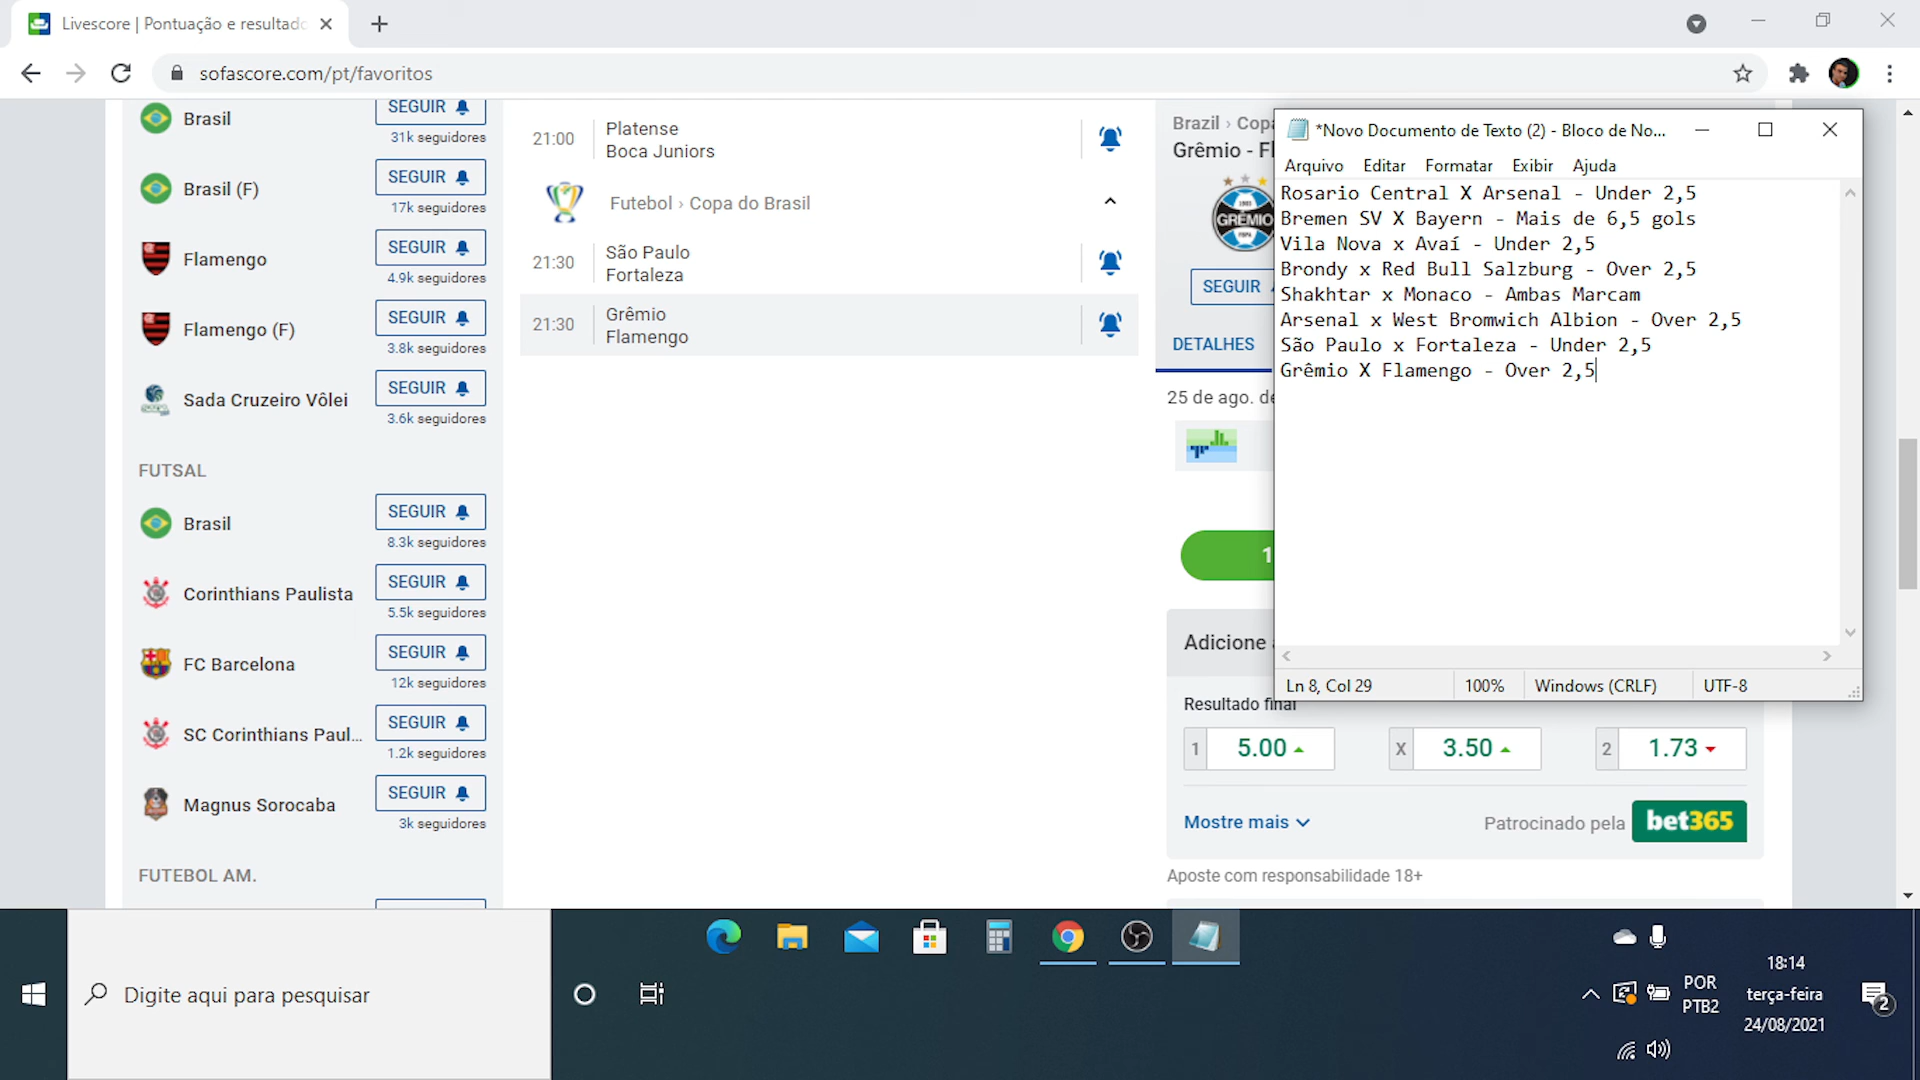 Livescore | Pontuação e resultado
sofascore.com/pt/favoritos
Brasil
SEGUIR
31k seguidores
Brasil (F)
SEGUIR
17k seguidores
Flamengo
SEGUIR
4.9k seguidores
Flamengo (F)
SEGUIR
3.8k seguidores
Sada Cruzeiro Vôlei
SEGUIR
3.6k seguidores
FUTSAL
Brasil
SEGUIR
8.3k seguidores
Corinthians Paulista
SEGUIR
5.5k seguidores
FC Barcelona
SEGUIR
12k seguidores
SC Corinthians Paul...
SEGUIR
1.2k seguidores
Magnus Sorocaba
SEGUIR
3k seguidores
FUTEBOL AM.
21:00
Platense
Boca Juniors
Futebol › Copa do Brasil
21:30
São Paulo
Fortaleza
21:30
Grêmio
Flamengo
Brazil › Copa
Grêmio - Fl
GRÊMIO
SEGUIR
DETALHES
25 de ago. de
1
Adicione
Resultado final
1 5.00
X 3.50
2 1.73
Mostre mais
Patrocinado pela bet365
Aposte com responsabilidade 18+
*Novo Documento de Texto (2) - Bloco de No...
Arquivo Editar Formatar Exibir Ajuda
Rosario Central X Arsenal - Under 2,5
Bremen SV X Bayern - Mais de 6,5 gols
Vila Nova x Avaí - Under 2,5
Brondy x Red Bull Salzburg - Over 2,5
Shakhtar x Monaco - Ambas Marcam
Arsenal x West Bromwich Albion - Over 2,5
São Paulo x Fortaleza - Under 2,5
Grêmio X Flamengo - Over 2,5
Ln 8, Col 29 100% Windows (CRLF) UTF-8
Digite aqui para pesquisar
POR
PTB2
18:14
terça-feira
24/08/2021
2